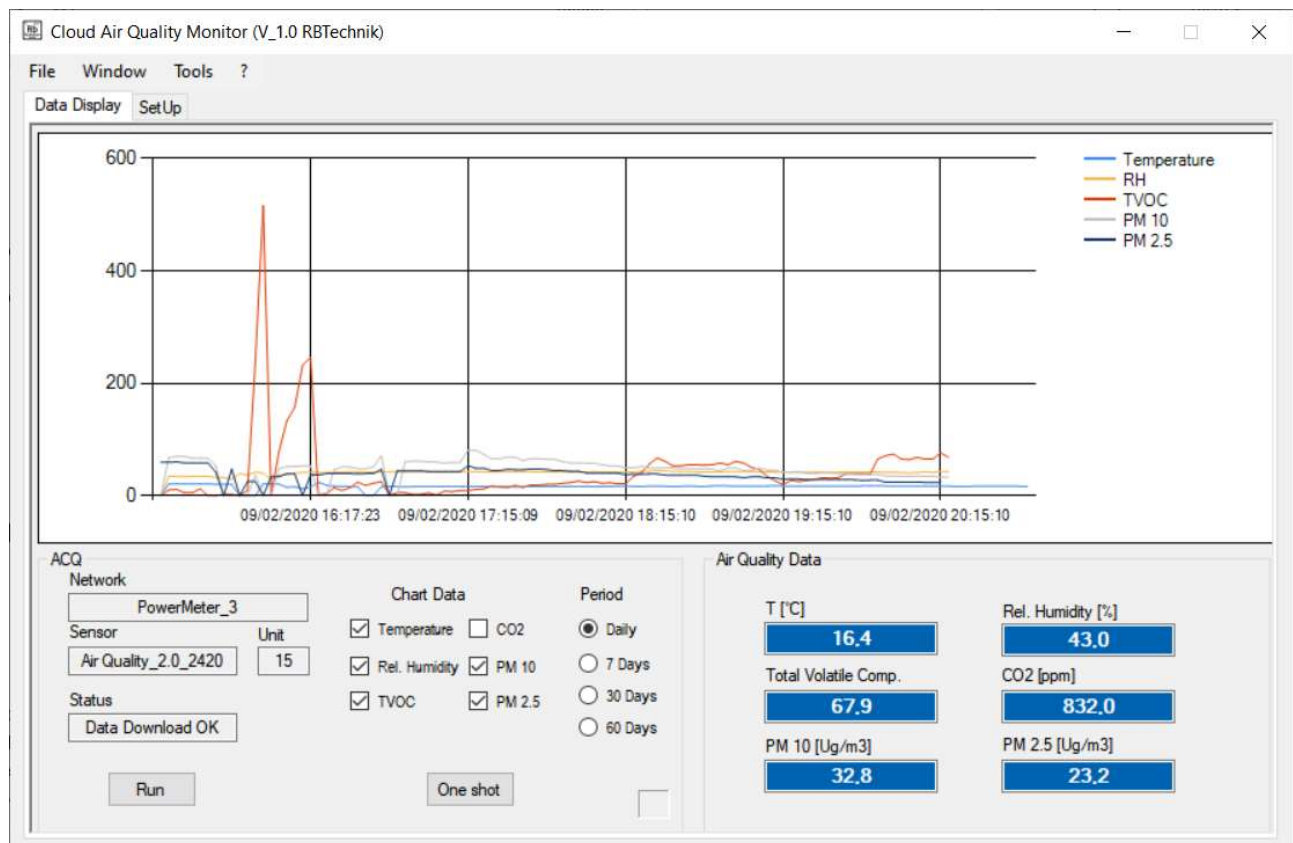 Rb
Cloud Air Quality Monitor (V_1.0 RBTechnik)
File Window Tools ?
Data Display SetUp
600
400
200
0
09/02/2020 16:17:23 09/02/2020 17:15:09 09/02/2020 18:15:10 09/02/2020 19:15:10 09/02/2020 20:15:10
Temperature
RH
TVOC
PM 10
PM 2.5
ACQ
Network
PowerMeter_3
Sensor Unit
Air Quality_2.0_2420 15
Status
Data Download OK
Run
Chart Data
Temperature CO2
Rel. Humidity PM 10
TVOC PM 2.5
One shot
Period
Daily
7 Days
30 Days
60 Days
Air Quality Data
T [°C] Rel. Humidity [%]
16,4 43,0
Total Volatile Comp. CO2 [ppm]
67,9 832,0
PM 10 [Ug/m3] PM 2.5 [Ug/m3]
32,8 23,2